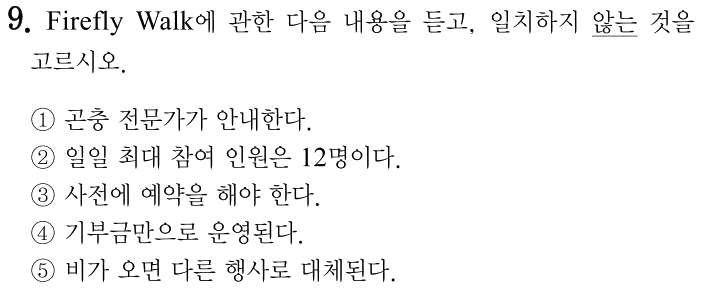 9. Firefly Walk에 관한 다음 내용을 듣고, 일치하지 않는 것을
고르시오.
① 곤충 전문가가 안내한다.
② 일일 최대 참여 인원은 12명이다.
③ 사전에 예약을 해야 한다.
④ 기부금만으로 운영된다.
⑤ 비가 오면 다른 행사로 대체된다.